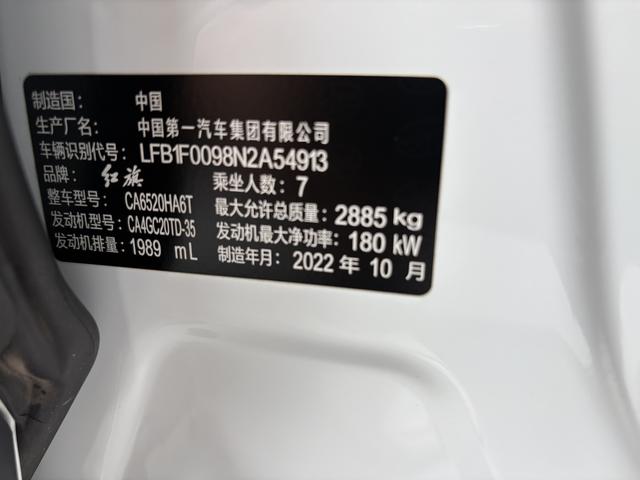 制造国： 中国
生产厂名： 中国第一汽车集团有限公司
车辆识别代号： LFB1F0098N2A54913
品牌： 红旗 乘坐人数： 7
整车型号： CA6520HA6T 最大允许总质量： 2885 kg
发动机型号： CA4GC20TD-35 发动机最大净功率： 180 kW
发动机排量： 1989 mL 制造年月： 2022 年 10 月